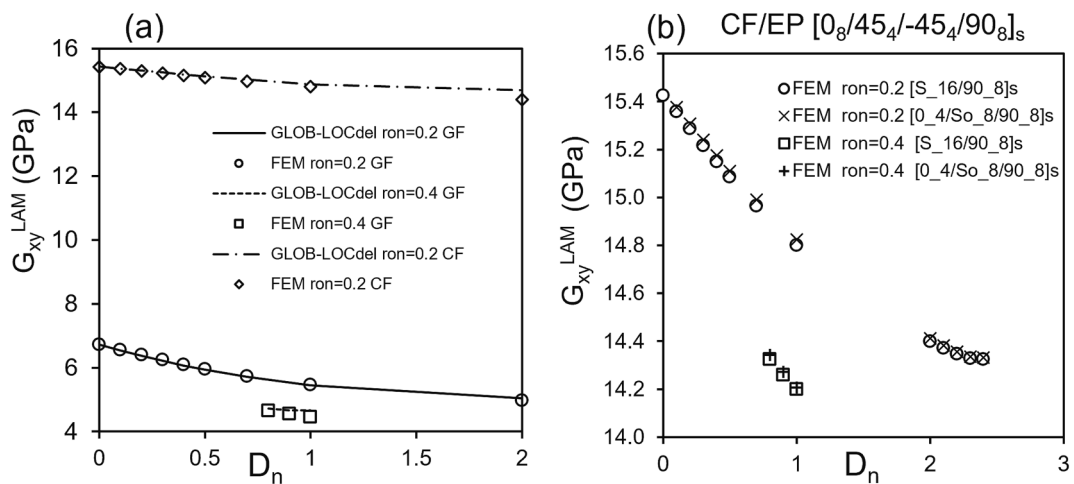 (a)
16
14
12
10
8
6
4
G_xy^LAM (GPa)
0
0.5
1
1.5
2
D_n
GLOB-LOCdel ron=0.2 GF
FEM ron=0.2 GF
GLOB-LOCdel ron=0.4 GF
FEM ron=0.4 GF
GLOB-LOCdel ron=0.2 CF
FEM ron=0.2 CF
(b) CF/EP [0₈/45₄/-45₄/90₈]ₛ
15.6
15.4
15.2
15.0
14.8
14.6
14.4
14.2
14.0
G_xy^LAM (GPa)
0
1
2
3
D_n
FEM ron=0.2 [S_16/90_8]s
FEM ron=0.2 [0_4/So_8/90_8]s
FEM ron=0.4 [S_16/90_8]s
FEM ron=0.4 [0_4/So_8/90_8]s